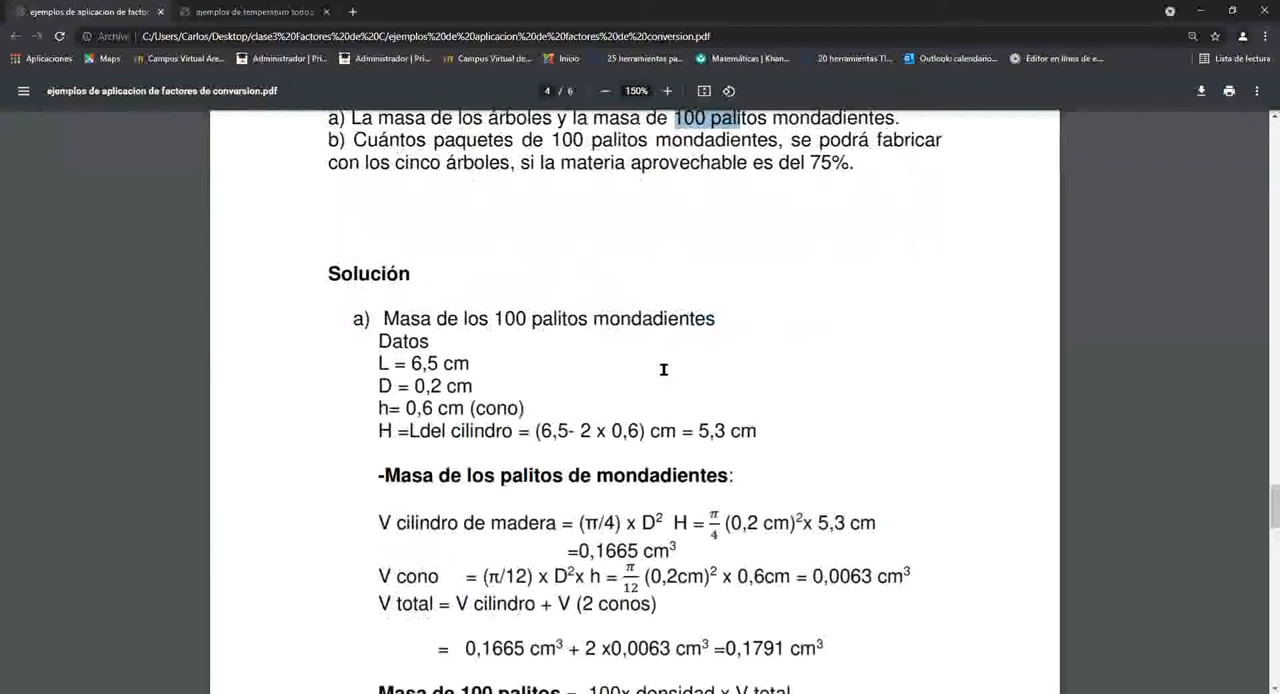 ejemplos de aplicacion de factor
ejemplos de temperatura todo
Archivo C:/Users/Carlos/Desktop/clase3%20Factores%20de%20C/ejemplos%20de%20aplicacion%20de%20factores%20de%20conversion.pdf
Aplicaciones Maps Campus Virtual Are... Administrador | Pri... Administrador | Pri... Campus Virtual de... Inicio 25 herramientas pa... Matemáticas | Khan... 20 herramientas TI... Outlook: calendario... Editor en línea de e... Lista de lectura
ejemplos de aplicacion de factores de conversion.pdf 4 / 6 150%
a) La masa de los árboles y la masa de 100 palitos mondadientes.
b) Cuántos paquetes de 100 palitos mondadientes, se podrá fabricar
con los cinco árboles, si la materia aprovechable es del 75%.
Solución
a) Masa de los 100 palitos mondadientes
Datos
L = 6,5 cm
D = 0,2 cm
h= 0,6 cm (cono)
H =Ldel cilindro = (6,5- 2 x 0,6) cm = 5,3 cm
-Masa de los palitos de mondadientes:
V cilindro de madera = (π/4) x D² H = π/4 (0,2 cm)²x 5,3 cm
=0,1665 cm³
V cono = (π/12) x D²x h = π/12 (0,2cm)² x 0,6cm = 0,0063 cm³
V total = V cilindro + V (2 conos)
= 0,1665 cm³ + 2 x0,0063 cm³ =0,1791 cm³
Masa de 100 palitos = 100x densidad x V total